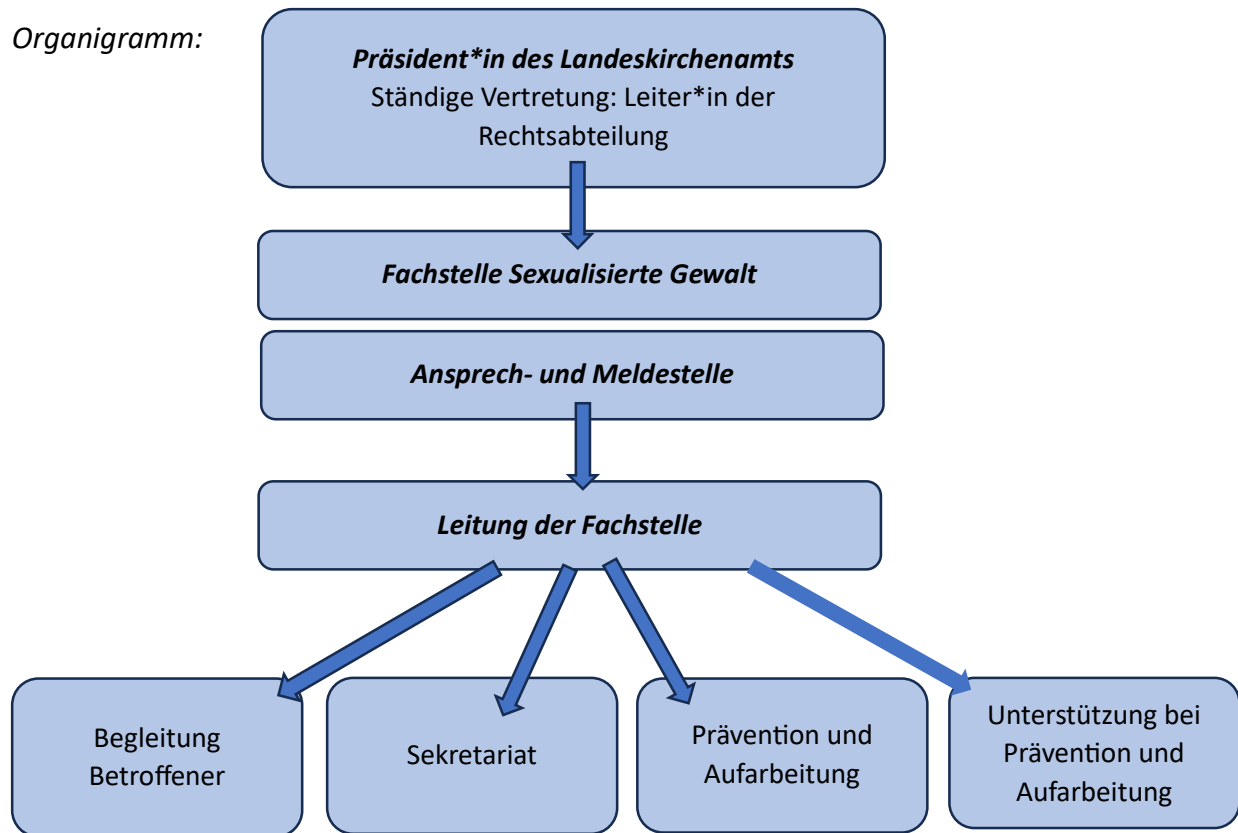 Organigramm:
Präsident*in des Landeskirchenamts
Ständige Vertretung: Leiter*in der
Rechtsabteilung
Fachstelle Sexualisierte Gewalt
Ansprech- und Meldestelle
Leitung der Fachstelle
Begleitung
Betroffener
Sekretariat
Prävention und
Aufarbeitung
Unterstützung bei
Prävention und
Aufarbeitung